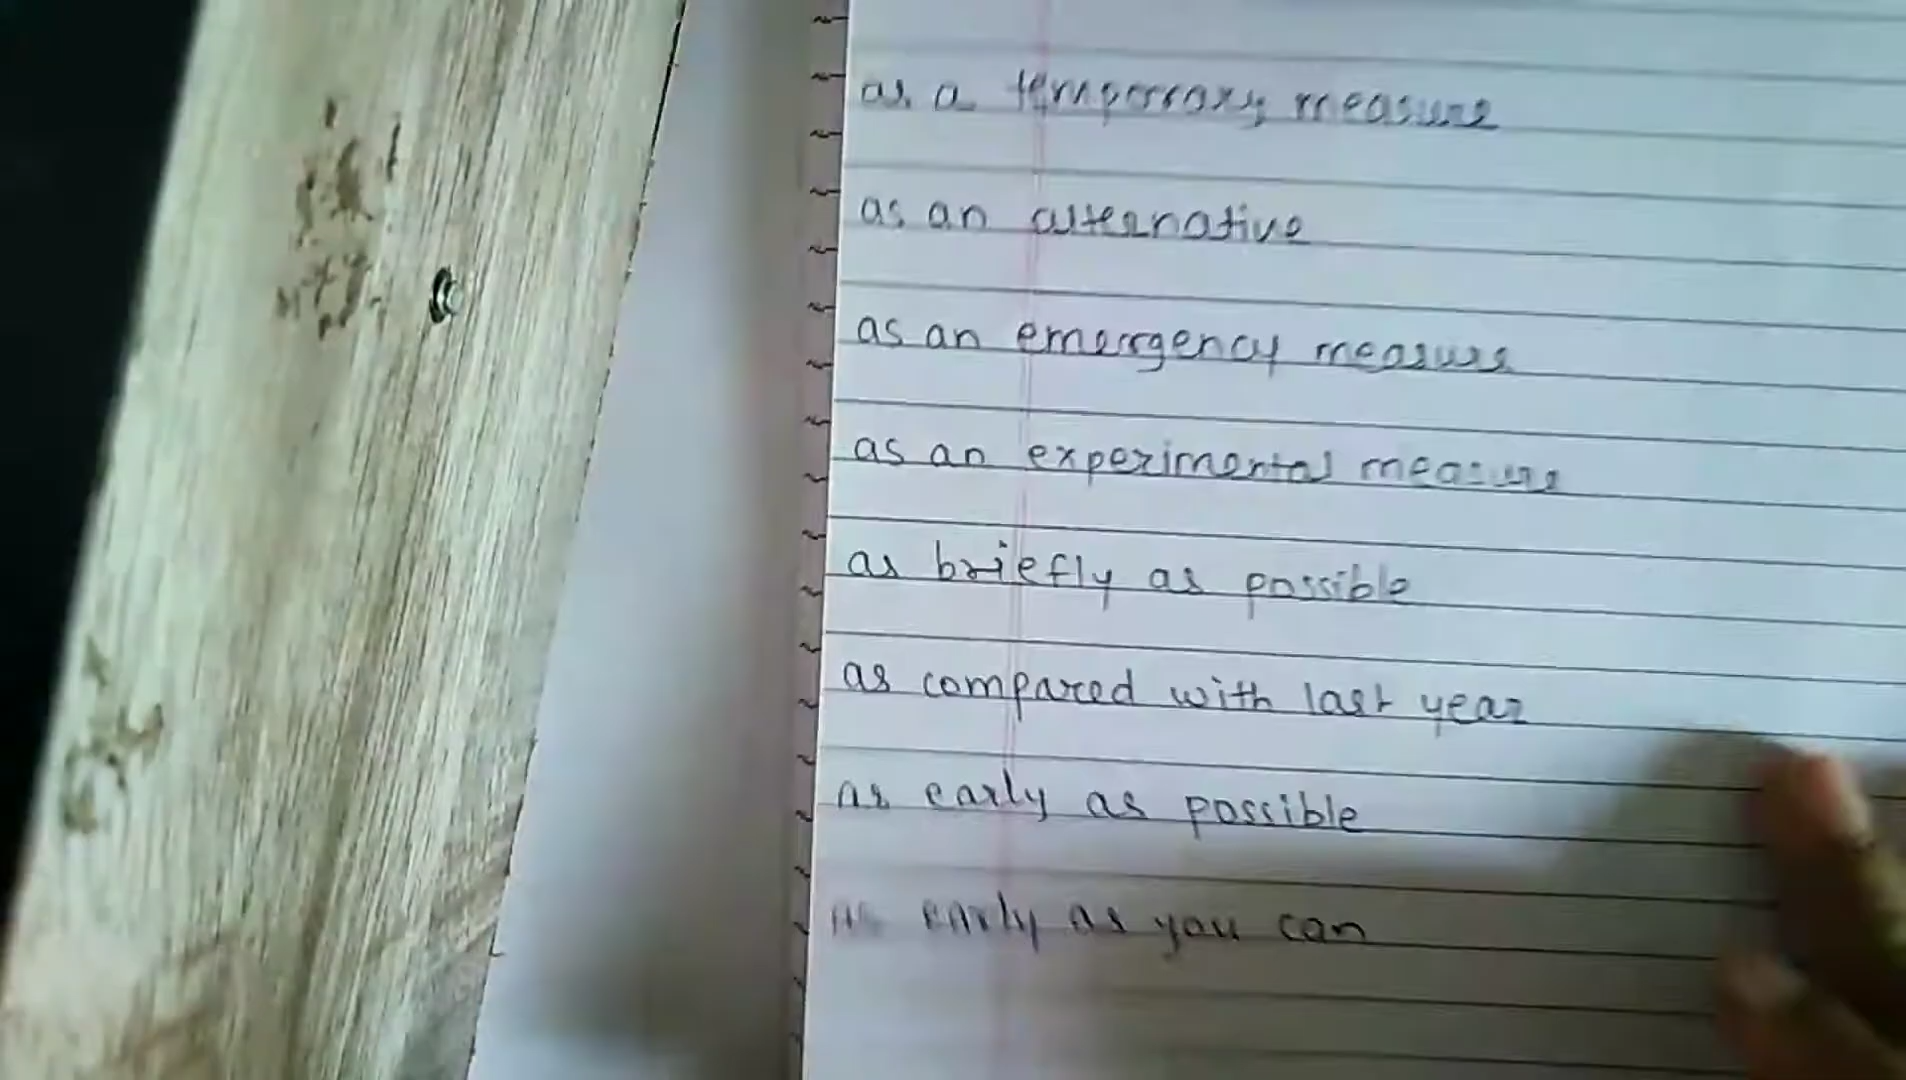 as a temporary measure
as an alternative
as an emergency measure
as an experimental measure
as briefly as possible
as compared with last year
as early as possible
as early as you can